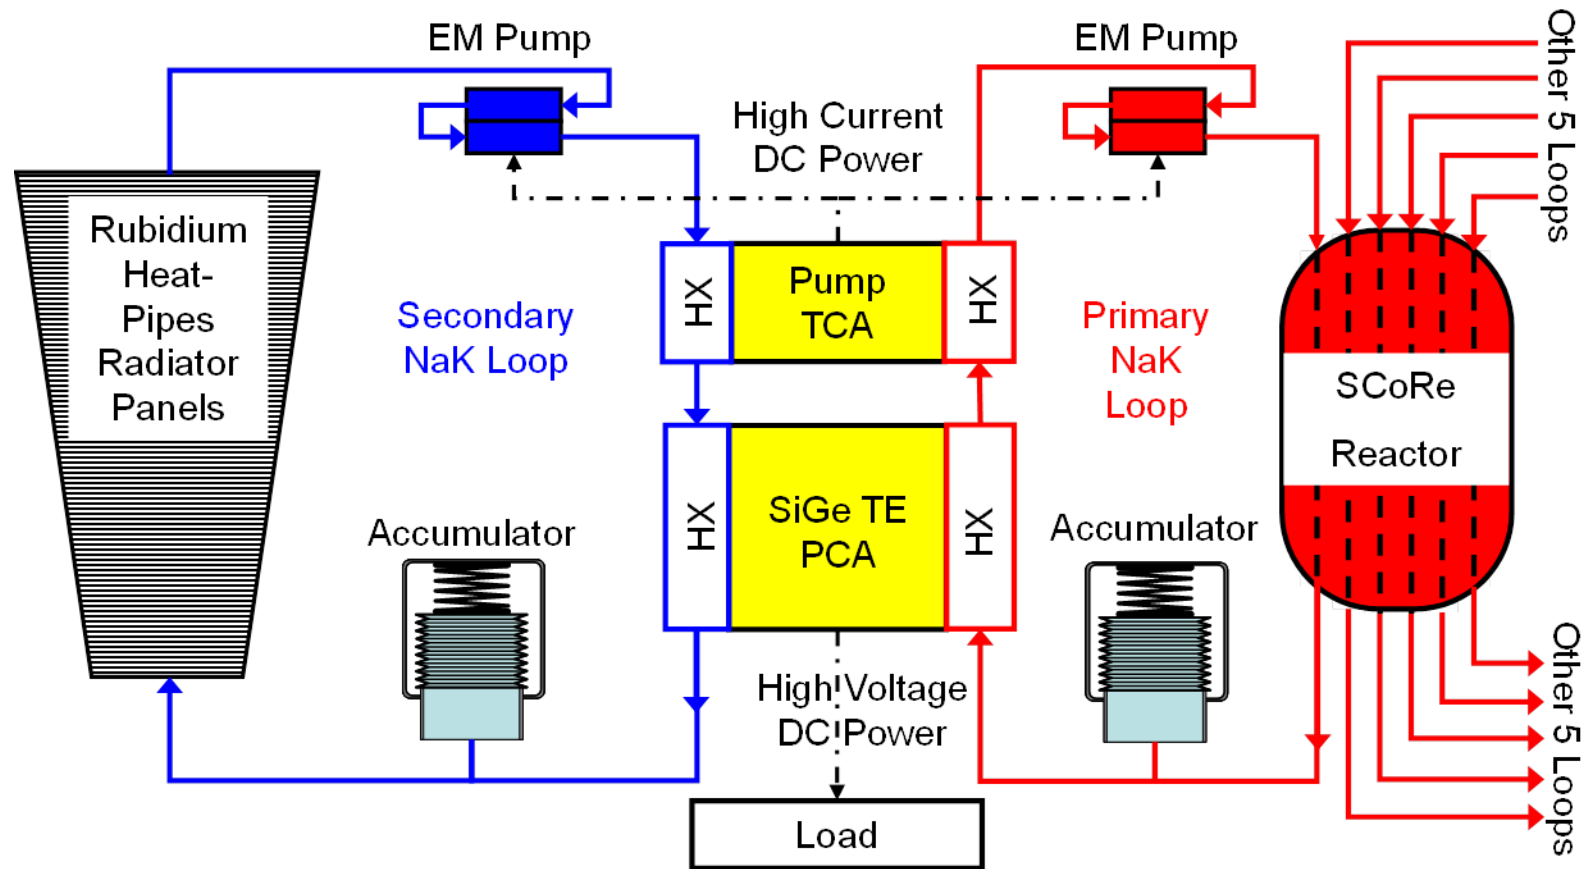 EM Pump
EM Pump
Other 5 Loops
High Current
DC Power
Rubidium
Heat-
Pipes
Radiator
Panels
HX
Pump
TCA
HX
Secondary
NaK Loop
Primary
NaK
Loop
SCoRe
Reactor
HX
SiGe TE
PCA
HX
Accumulator
Accumulator
High Voltage
DC Power
Other 5 Loops
Load